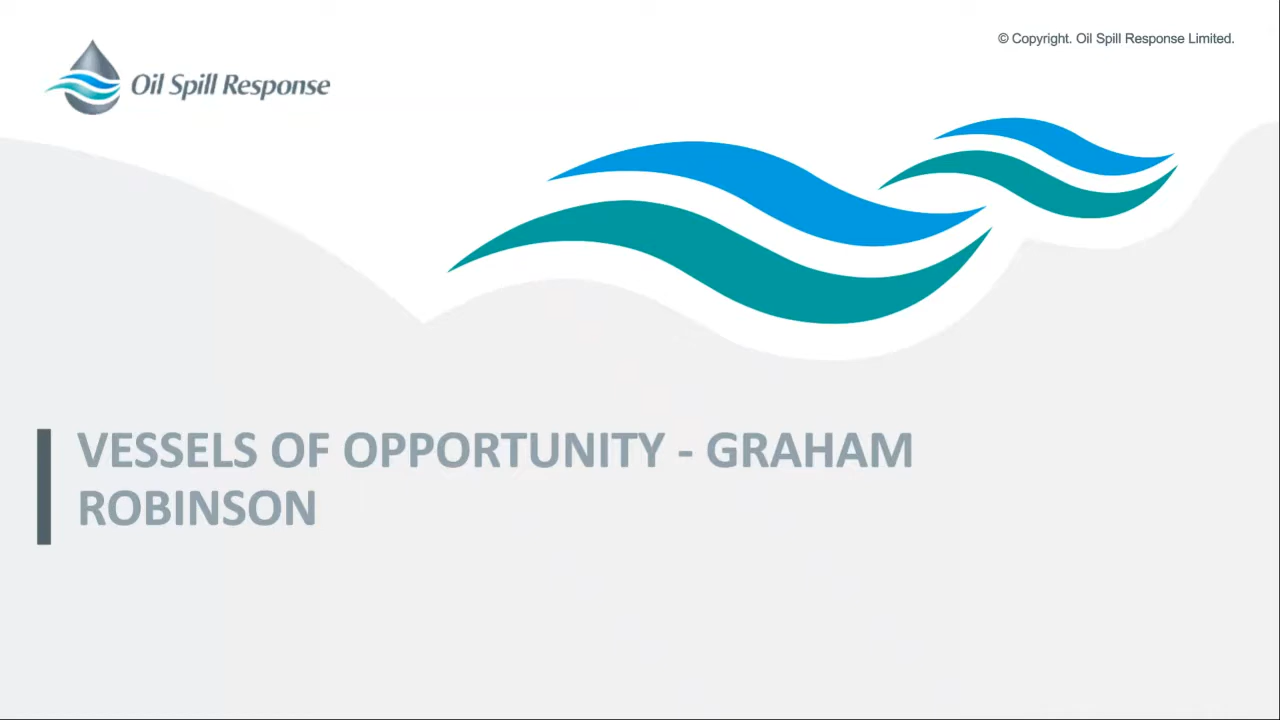 © Copyright. Oil Spill Response Limited.
Oil Spill Response
VESSELS OF OPPORTUNITY - GRAHAM
ROBINSON